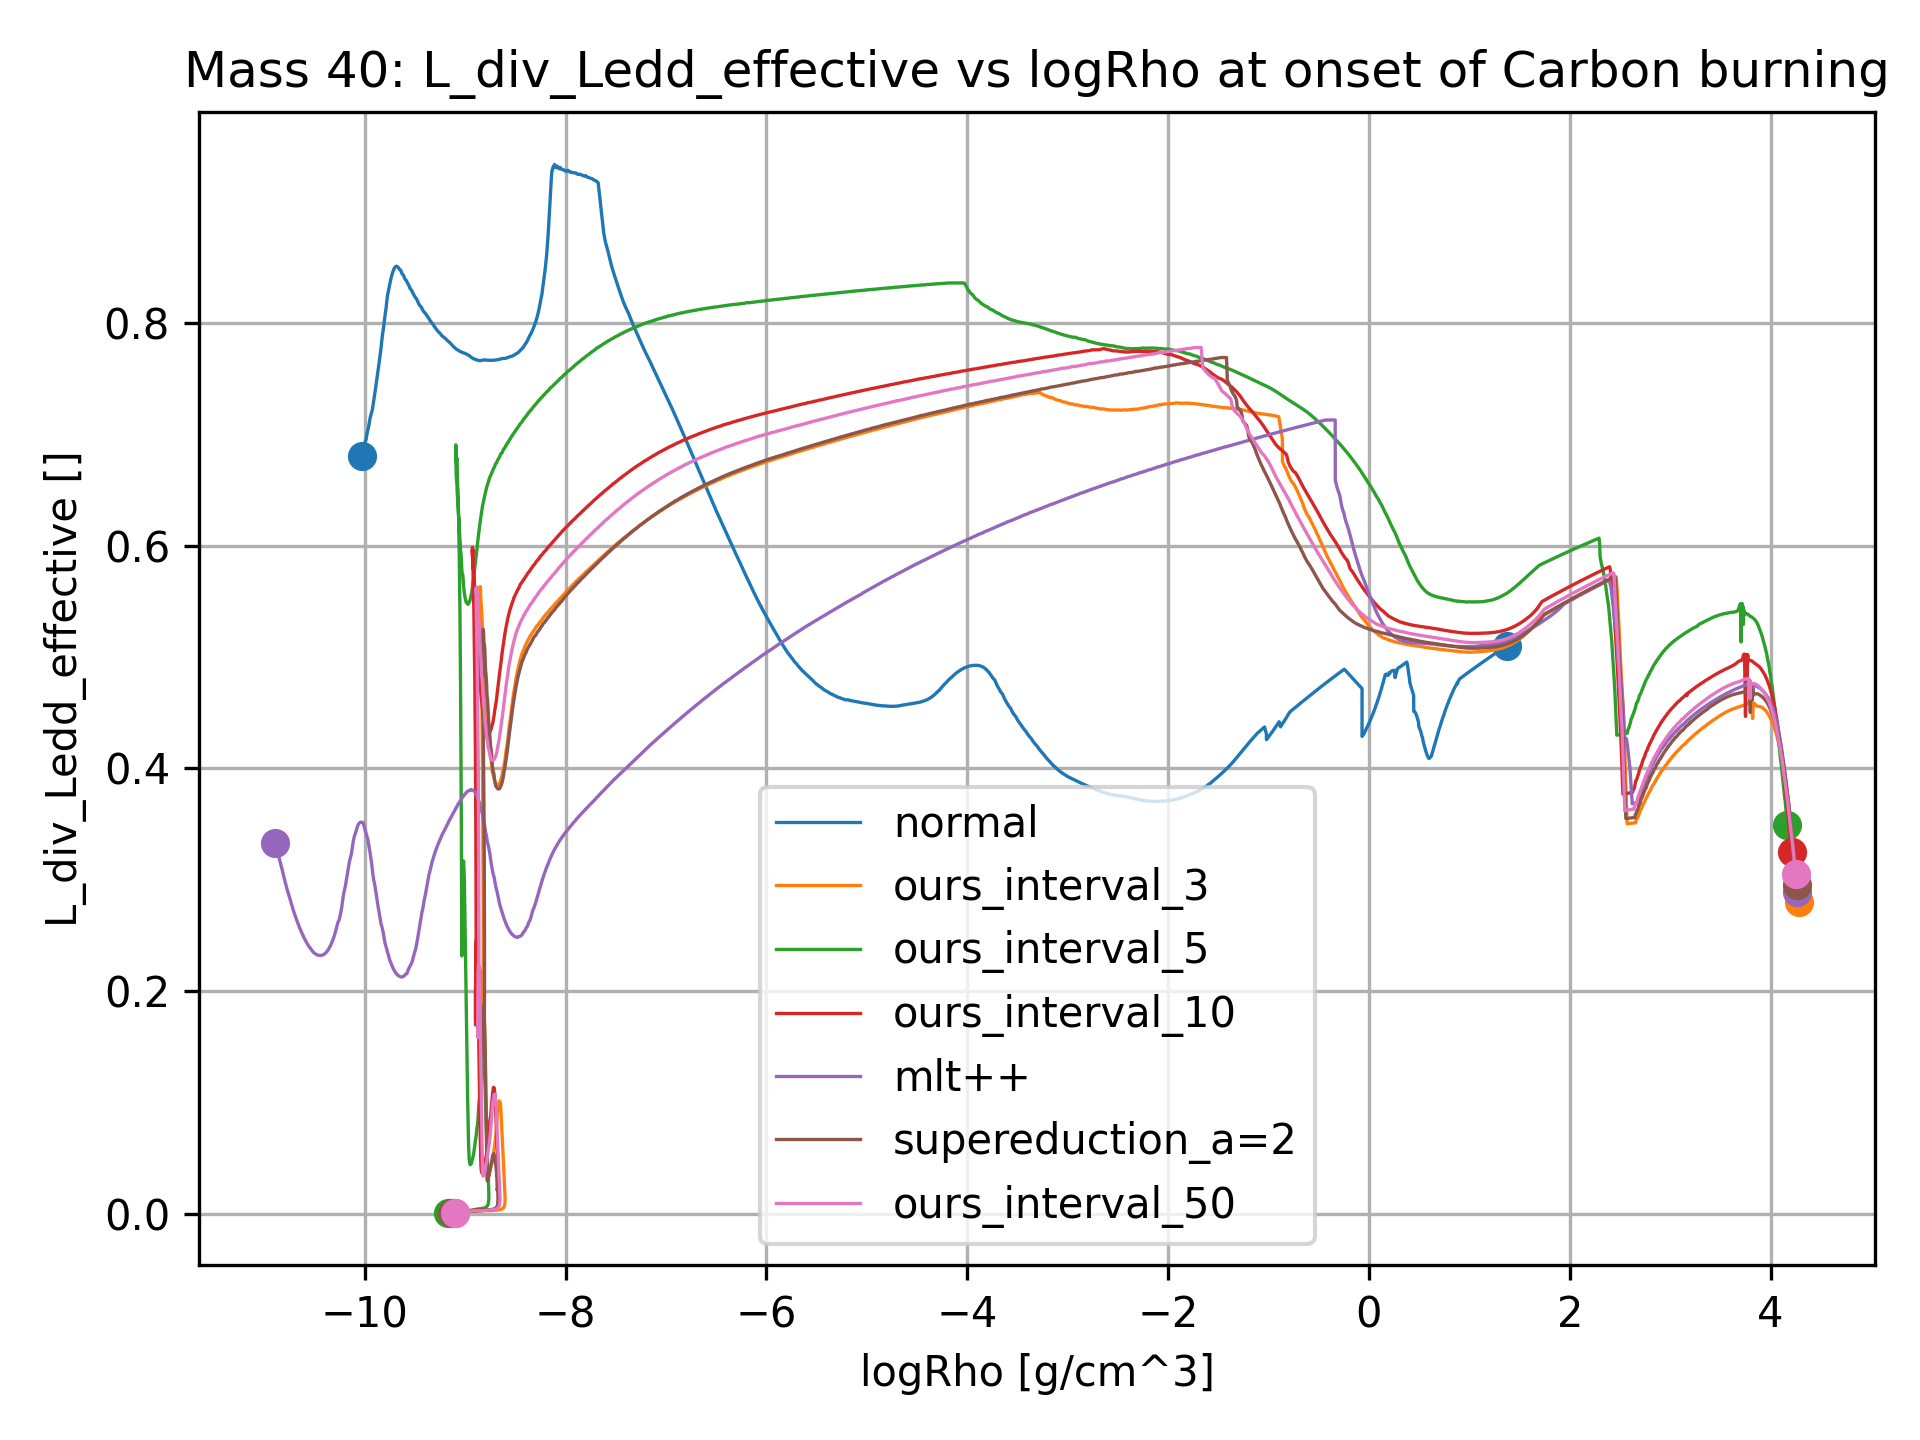 Mass 40: L_div_Ledd_effective vs logRho at onset of Carbon burning
L_div_Ledd_effective []
0.8
0.6
0.4
0.2
0.0
normal
ours_interval_3
ours_interval_5
ours_interval_10
mlt++
supereduction_a=2
ours_interval_50
−10 −8 −6 −4 −2 0 2 4
logRho [g/cm^3]